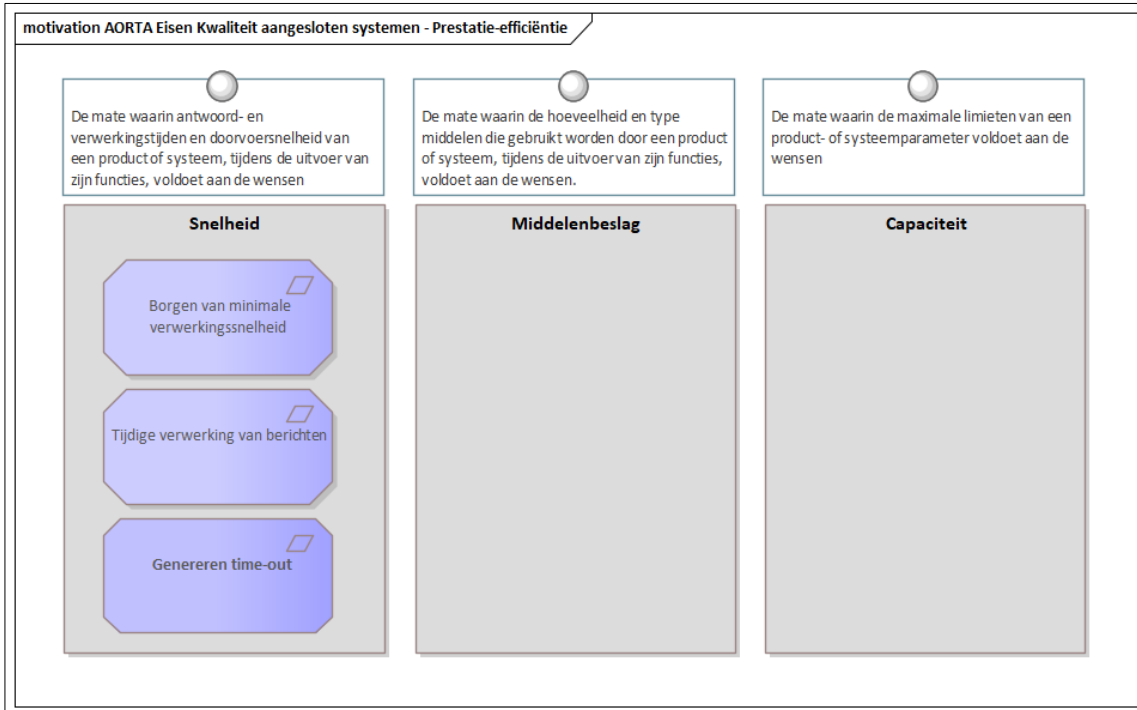 motivation AORTA Eisen Kwaliteit aangesloten systemen - Prestatie-efficiëntie
De mate waarin antwoord- en
verwerkingstijden en doorvoersnelheid van
een product of systeem, tijdens de uitvoer van
zijn functies, voldoet aan de wensen
De mate waarin de hoeveelheid en type
middelen die gebruikt worden door een product
of systeem, tijdens de uitvoer van zijn functies,
voldoet aan de wensen.
De mate waarin de maximale limieten van een
product- of systeemparameter voldoet aan de
wensen
Snelheid
Borgen van minimale
verwerkingssnelheid
Tijdige verwerking van berichten
Genereren time-out
Middelenbeslag
Capaciteit